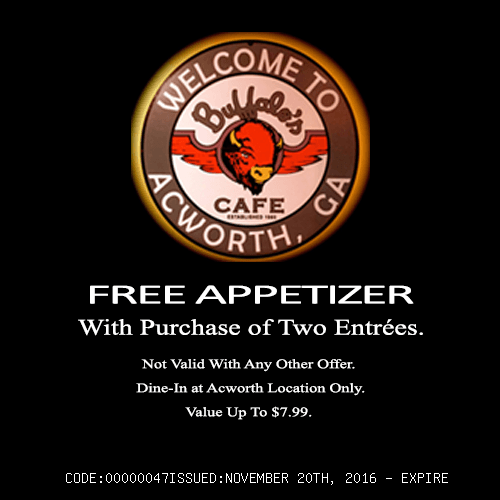 WELCOME TO
Buffalo's
CAFE
ESTABLISHED 1985
ACWORTH, GA
FREE APPETIZER
With Purchase of Two Entrées.
Not Valid With Any Other Offer.
Dine-In at Acworth Location Only.
Value Up To $7.99.
CODE:00000047ISSUED:NOVEMBER 20TH, 2016 - EXPIRE